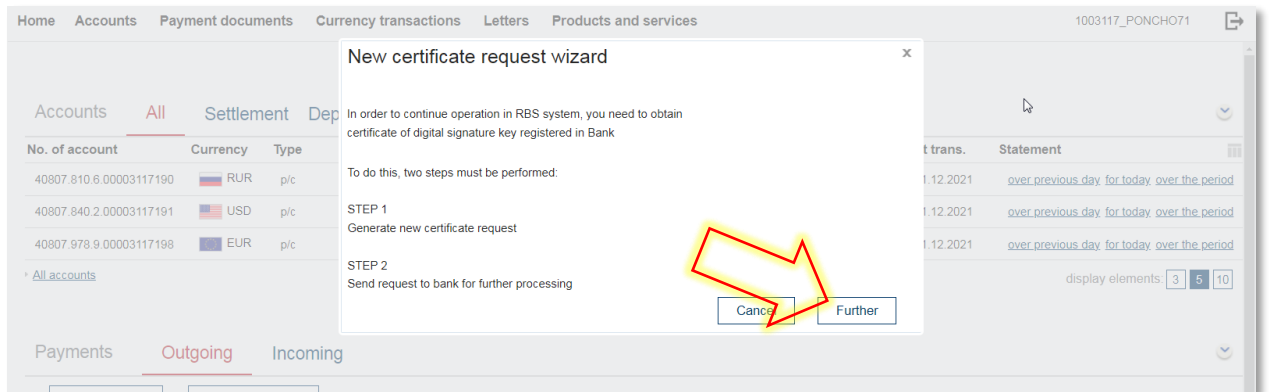 Home Accounts Payment documents Currency transactions Letters Products and services 1003117_PONCHO71
New certificate request wizard x
In order to continue operation in RBS system, you need to obtain
certificate of digital signature key registered in Bank
To do this, two steps must be performed:
STEP 1
Generate new certificate request
STEP 2
Send request to bank for further processing
Cancel Further
Accounts All Settlement Dep
No. of account Currency Type t trans. Statement
40807.810.6.00003117190 RUR p/c 1.12.2021 over previous day for today over the period
40807.840.2.00003117191 USD p/c 1.12.2021 over previous day for today over the period
40807.978.9.00003117198 EUR p/c 1.12.2021 over previous day for today over the period
All accounts display elements: 3 5 10
Payments Outgoing Incoming